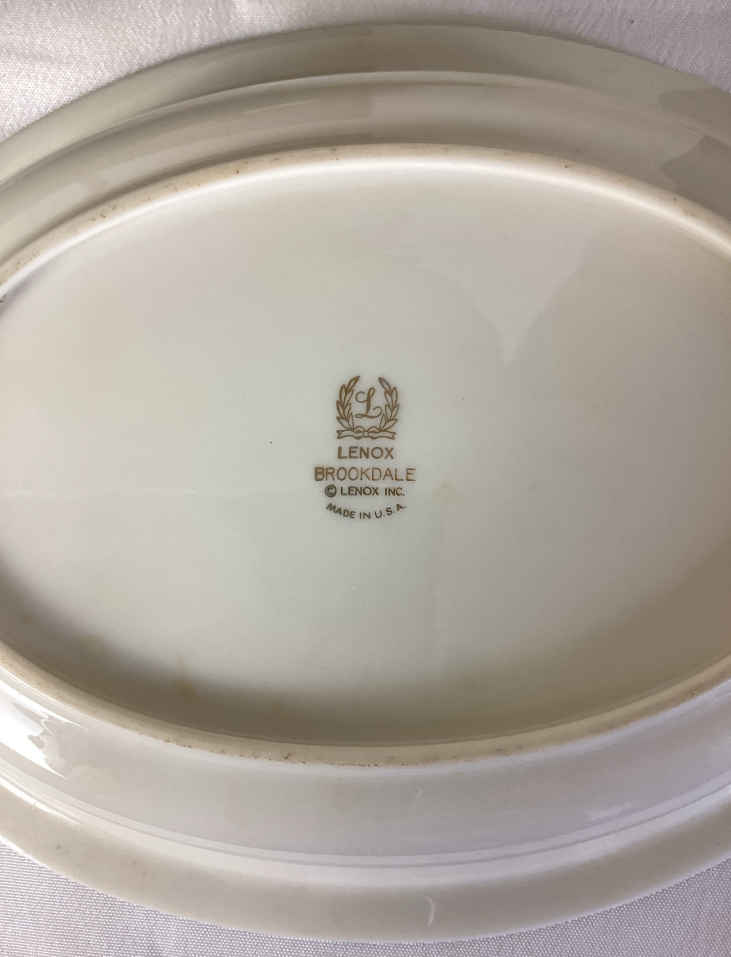 L
LENOX
BROOKDALE
© LENOX INC.
MADE IN U.S.A.